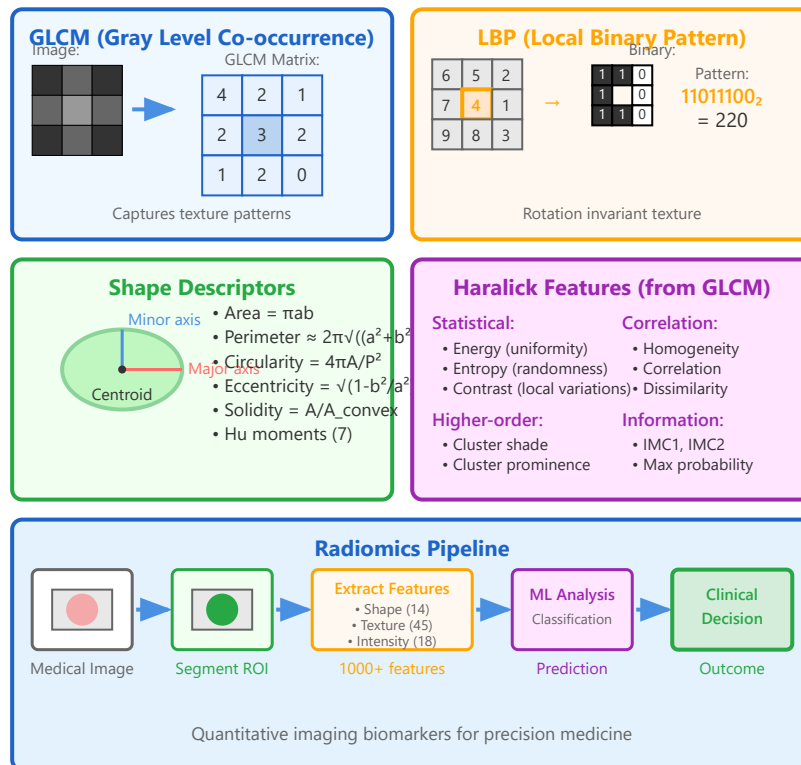 GLCM (Gray Level Co-occurrence)
Image:
GLCM Matrix:
4 2 1
2 3 2
1 2 0
Captures texture patterns
LBP (Local Binary Pattern)
Binary:
6 5 2
7 4 1
9 8 3
→
1 1 0
1 0
1 1 0
Pattern:
11011100₂
= 220
Rotation invariant texture
Shape Descriptors
Minor axis
Major axis
Centroid
• Area = πab
• Perimeter ≈ 2π√((a²+b²
• Circularity = 4πA/P²
• Eccentricity = √(1-b²/a²
• Solidity = A/A_convex
• Hu moments (7)
Haralick Features (from GLCM)
Statistical:
• Energy (uniformity)
• Entropy (randomness)
• Contrast (local variations)
Correlation:
• Homogeneity
• Correlation
• Dissimilarity
Higher-order:
• Cluster shade
• Cluster prominence
Information:
• IMC1, IMC2
• Max probability
Radiomics Pipeline
Medical Image
Segment ROI
Extract Features
• Shape (14)
• Texture (45)
• Intensity (18)
1000+ features
ML Analysis
Classification
Prediction
Clinical
Decision
Outcome
Quantitative imaging biomarkers for precision medicine